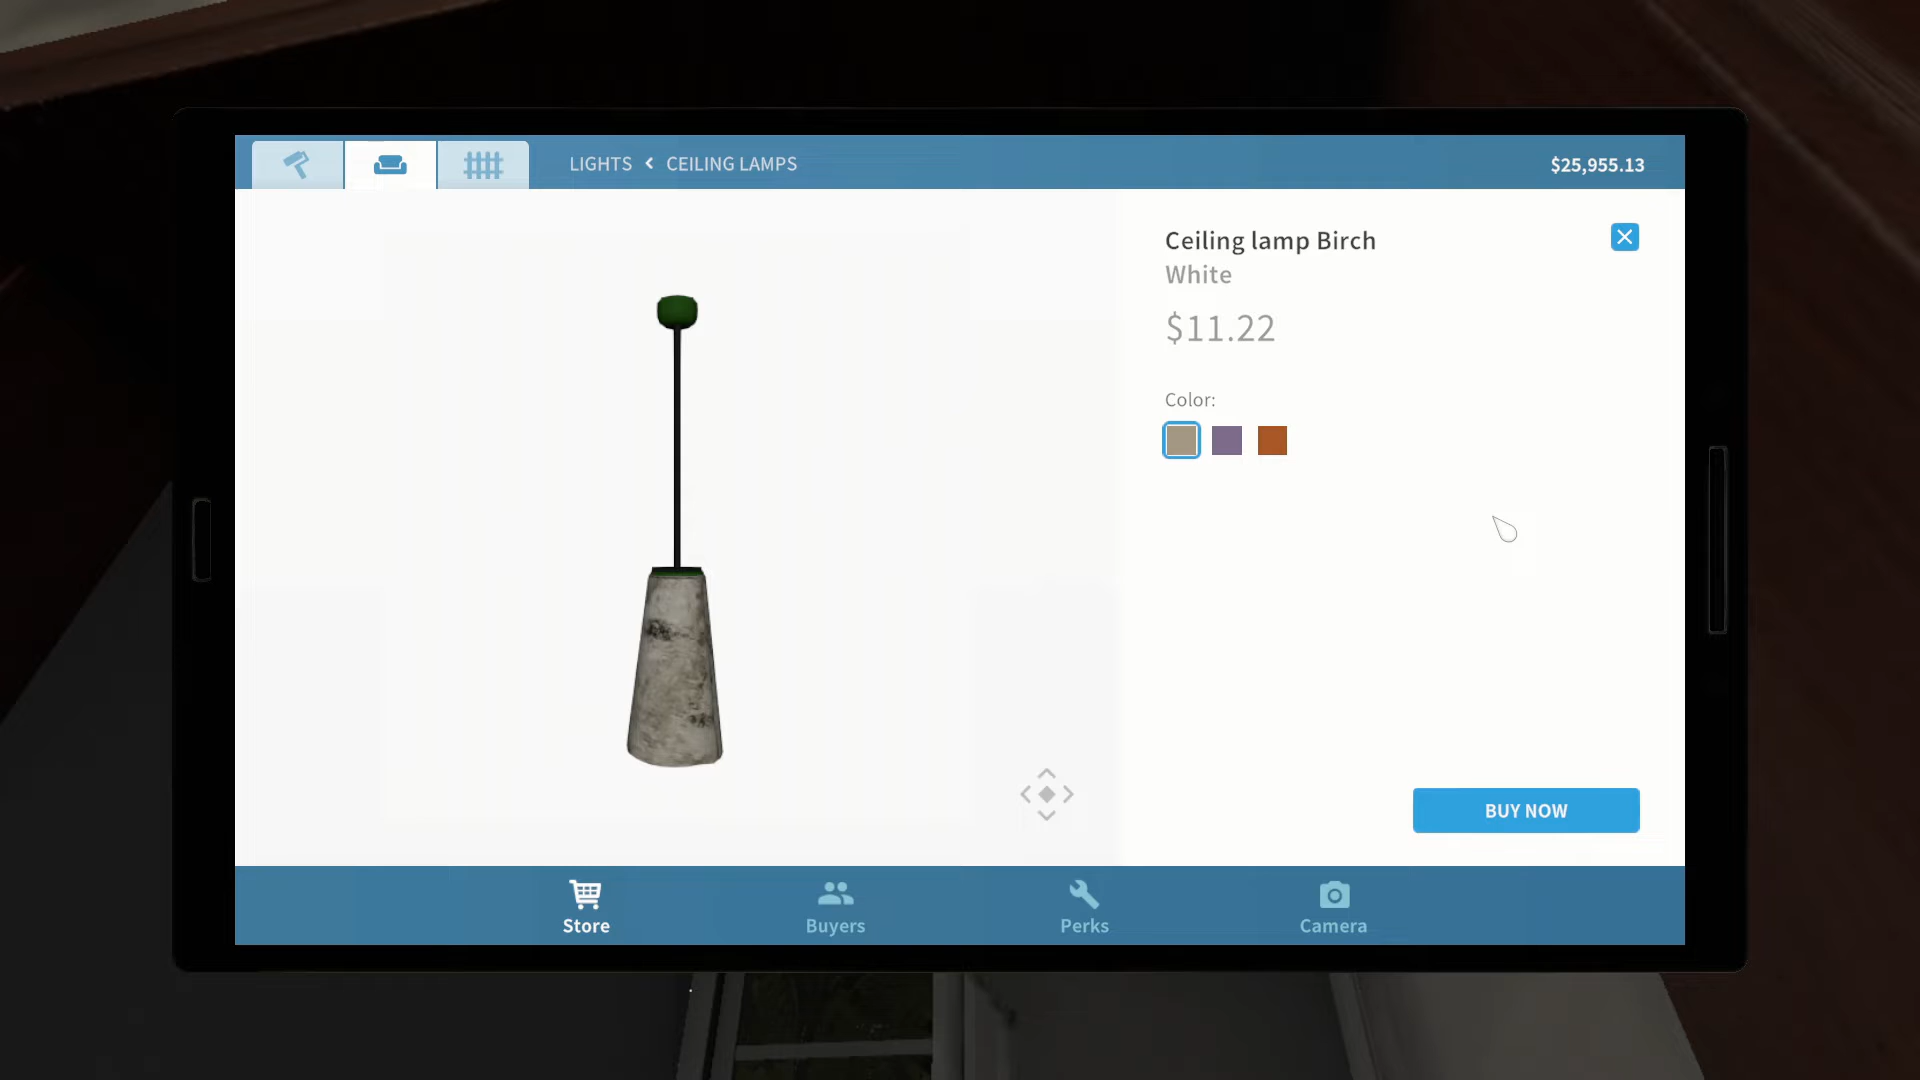 LIGHTS < CEILING LAMPS
$25,955.13
Ceiling lamp Birch
White
$11.22
Color:
BUY NOW
Store
Buyers
Perks
Camera